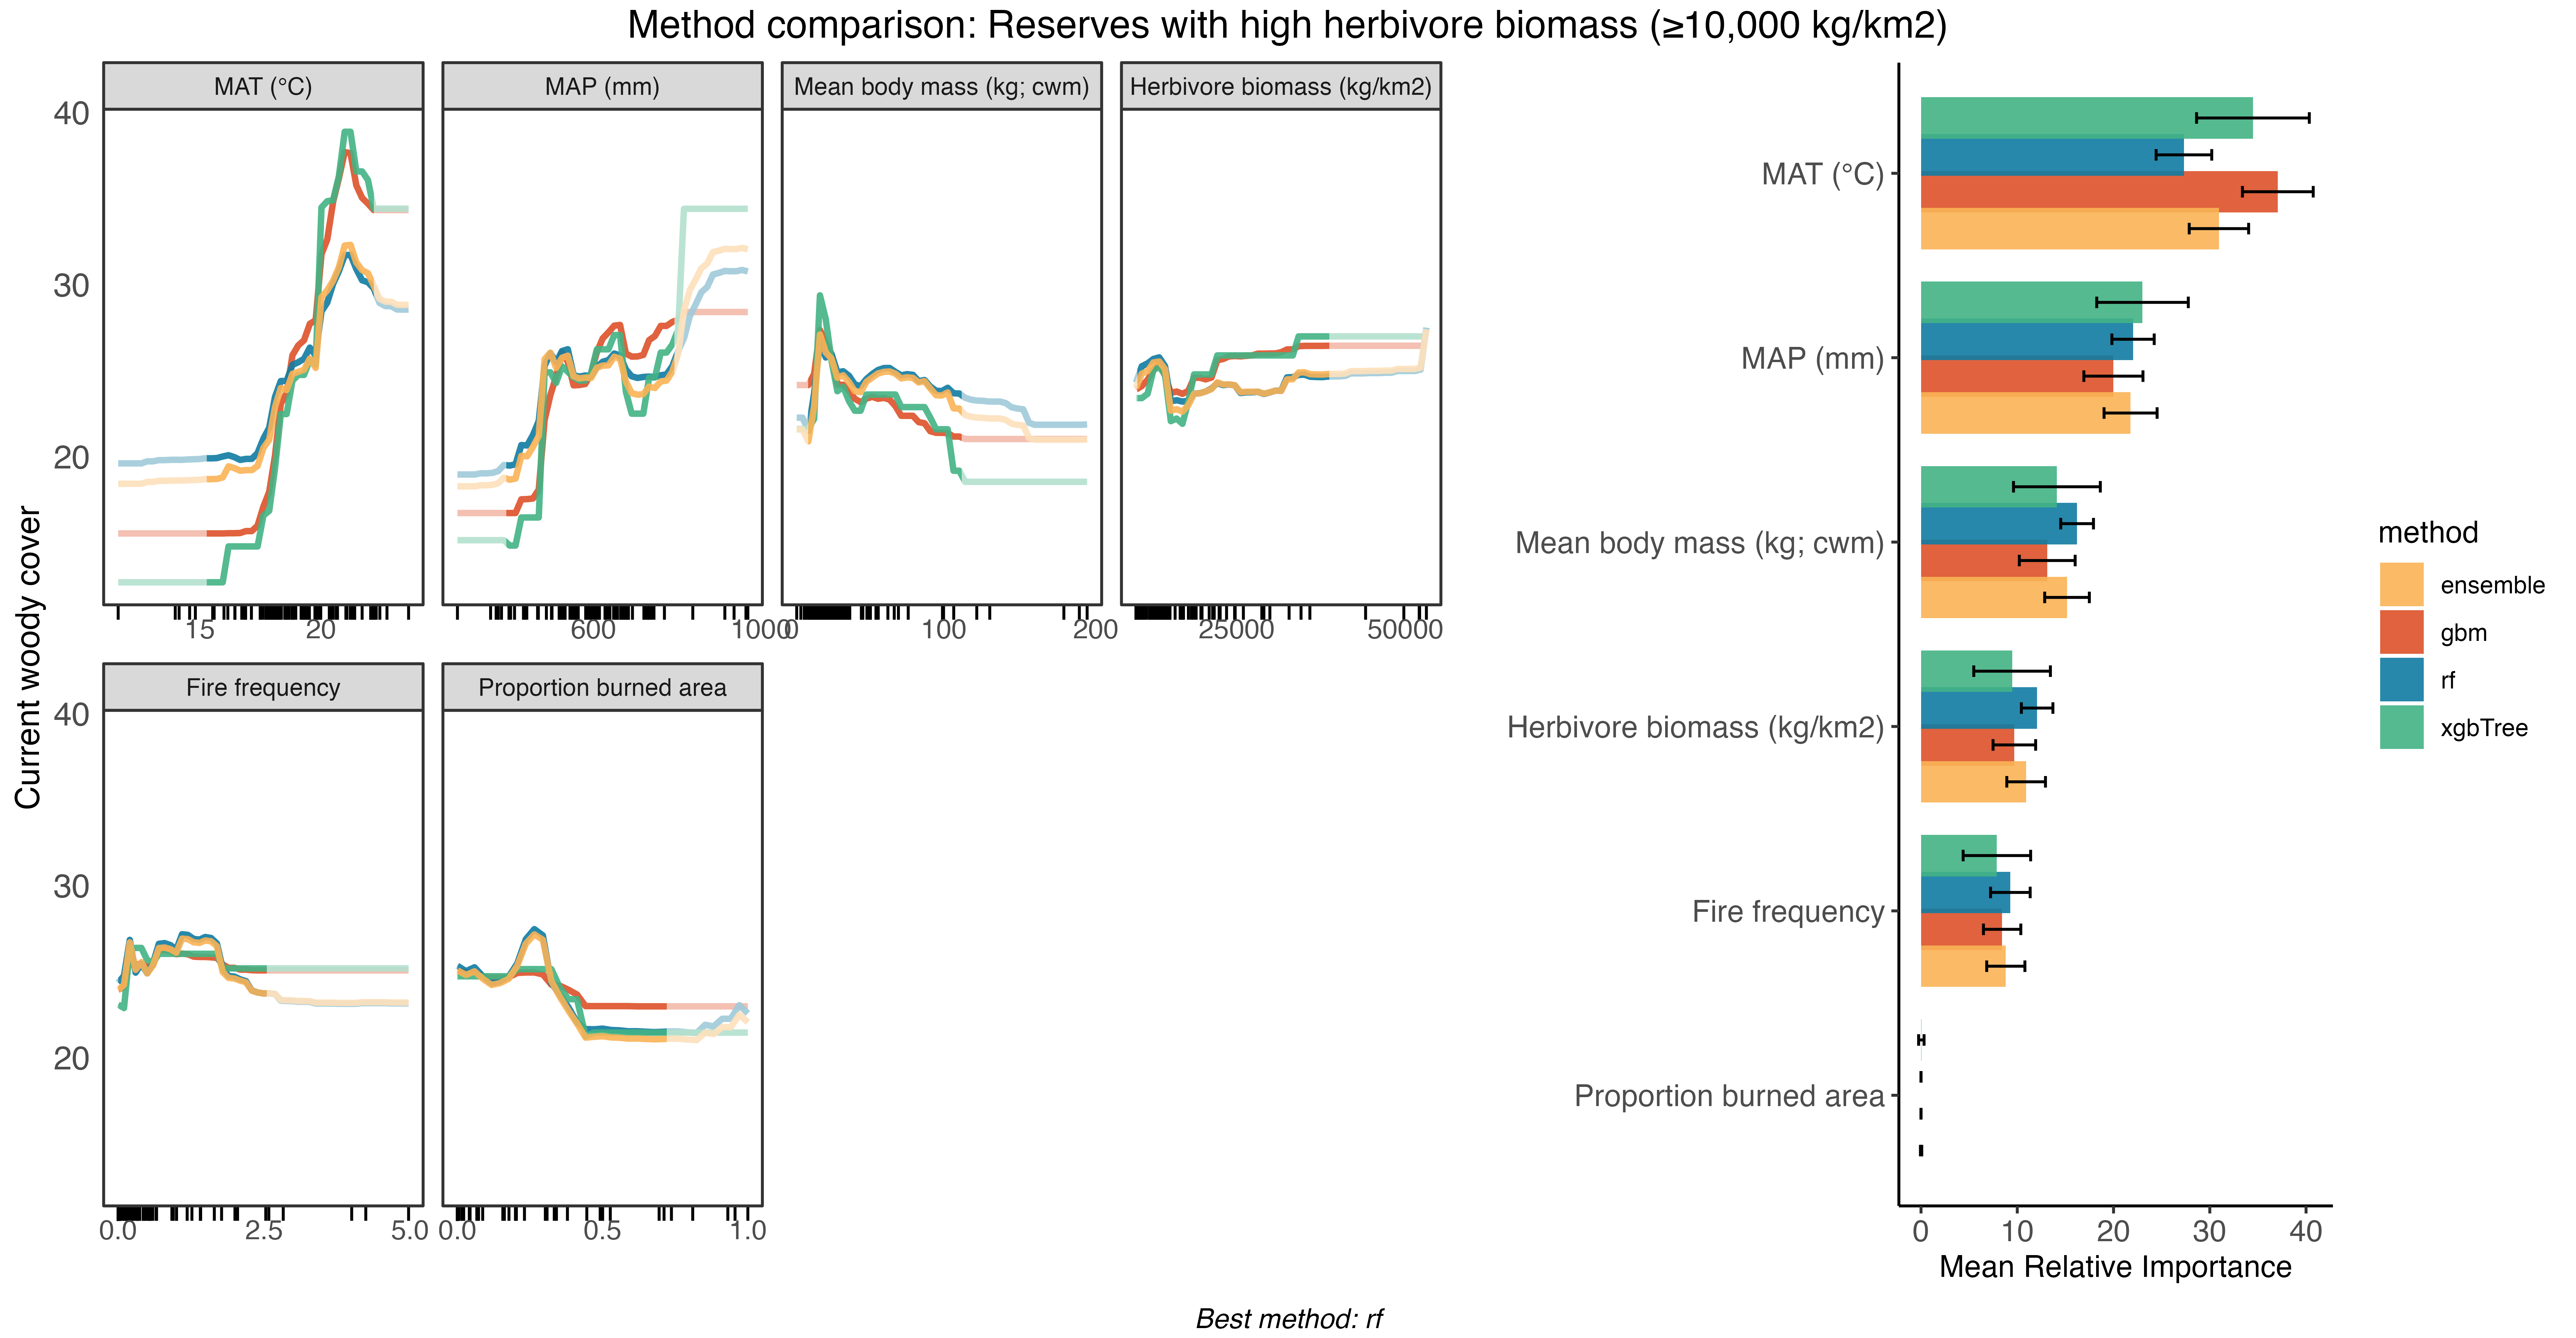 Method comparison: Reserves with high herbivore biomass (≥10,000 kg/km2)
MAT (°C)
MAP (mm)
Mean body mass (kg; cwm)
Herbivore biomass (kg/km2)
40
30
20
15 20
600 1000
0 100 200
25000 50000
Current woody cover
Fire frequency
Proportion burned area
40
30
20
0.0 2.5 5.0
0.0 0.5 1.0
MAT (°C)
MAP (mm)
Mean body mass (kg; cwm)
Herbivore biomass (kg/km2)
Fire frequency
Proportion burned area
0 10 20 30 40
Mean Relative Importance
method
ensemble
gbm
rf
xgbTree
Best method: rf